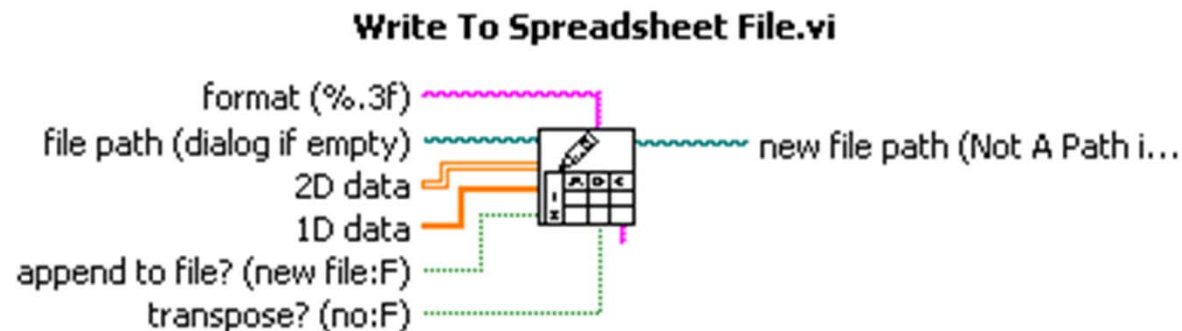 Write To Spreadsheet File.vi
format (%.3f)
file path (dialog if empty)
new file path (Not A Path i...
2D data
1D data
append to file? (new file:F)
transpose? (no:F)